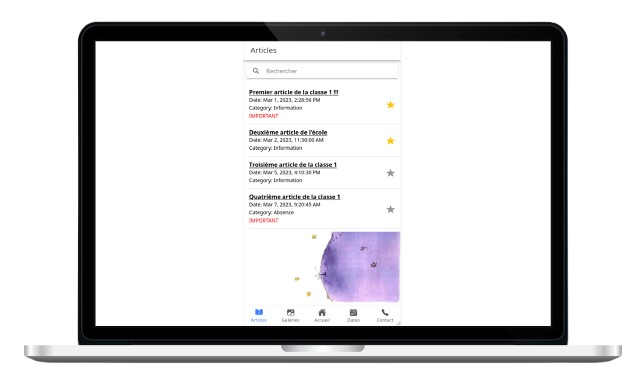 Articles
Rechercher
Premier article de la classe 1 !!!
Date: Mar 1, 2023, 2:28:56 PM
Category: Information
IMPORTANT
Deuxième article de l'école
Date: Mar 2, 2023, 11:30:00 AM
Category: Information
Troisième article de la classe 1
Date: Mar 5, 2023, 4:10:30 PM
Category: Information
Quatrième article de la classe 1
Date: Mar 7, 2023, 9:20:45 AM
Category: Absence
IMPORTANT
Articles Galeries Accueil Dates Contact